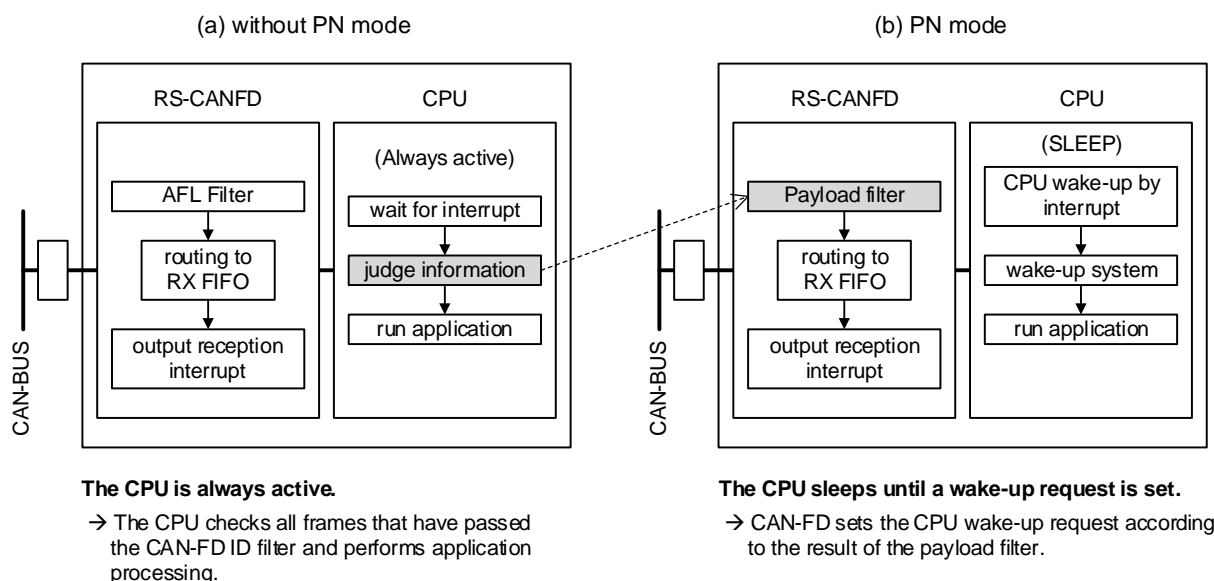 (a) without PN mode
RS-CANFD
CPU
(Always active)
AFL Filter
wait for interrupt
routing to
RX FIFO
judge information
output reception
interrupt
run application
CAN-BUS
The CPU is always active.
→ The CPU checks all frames that have passed
the CAN-FD ID filter and performs application
processing.
(b) PN mode
RS-CANFD
CPU
(SLEEP)
Payload filter
CPU wake-up by
interrupt
routing to
RX FIFO
wake-up system
output reception
interrupt
run application
CAN-BUS
The CPU sleeps until a wake-up request is set.
→ CAN-FD sets the CPU wake-up request according
to the result of the payload filter.